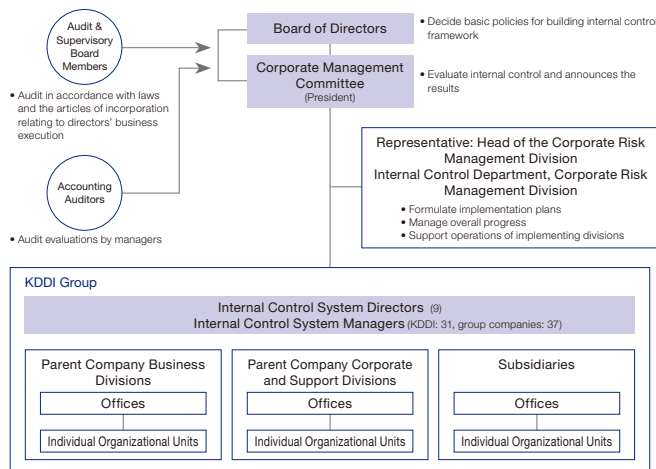 Audit &
Supervisory
Board
Members
• Audit in accordance with laws
and the articles of incorporation
relating to directors' business
execution
Accounting
Auditors
• Audit evaluations by managers
Board of Directors
• Decide basic policies for building internal control
framework
Corporate Management
Committee
(President)
• Evaluate internal control and announces the
results
Representative: Head of the Corporate Risk
Management Division
Internal Control Department, Corporate Risk
Management Division
• Formulate implementation plans
• Manage overall progress
• Support operations of implementing divisions
KDDI Group
Internal Control System Directors (9)
Internal Control System Managers (KDDI: 31, group companies: 37)
Parent Company Business
Divisions
Offices
Individual Organizational Units
Parent Company Corporate
and Support Divisions
Offices
Individual Organizational Units
Subsidiaries
Offices
Individual Organizational Units